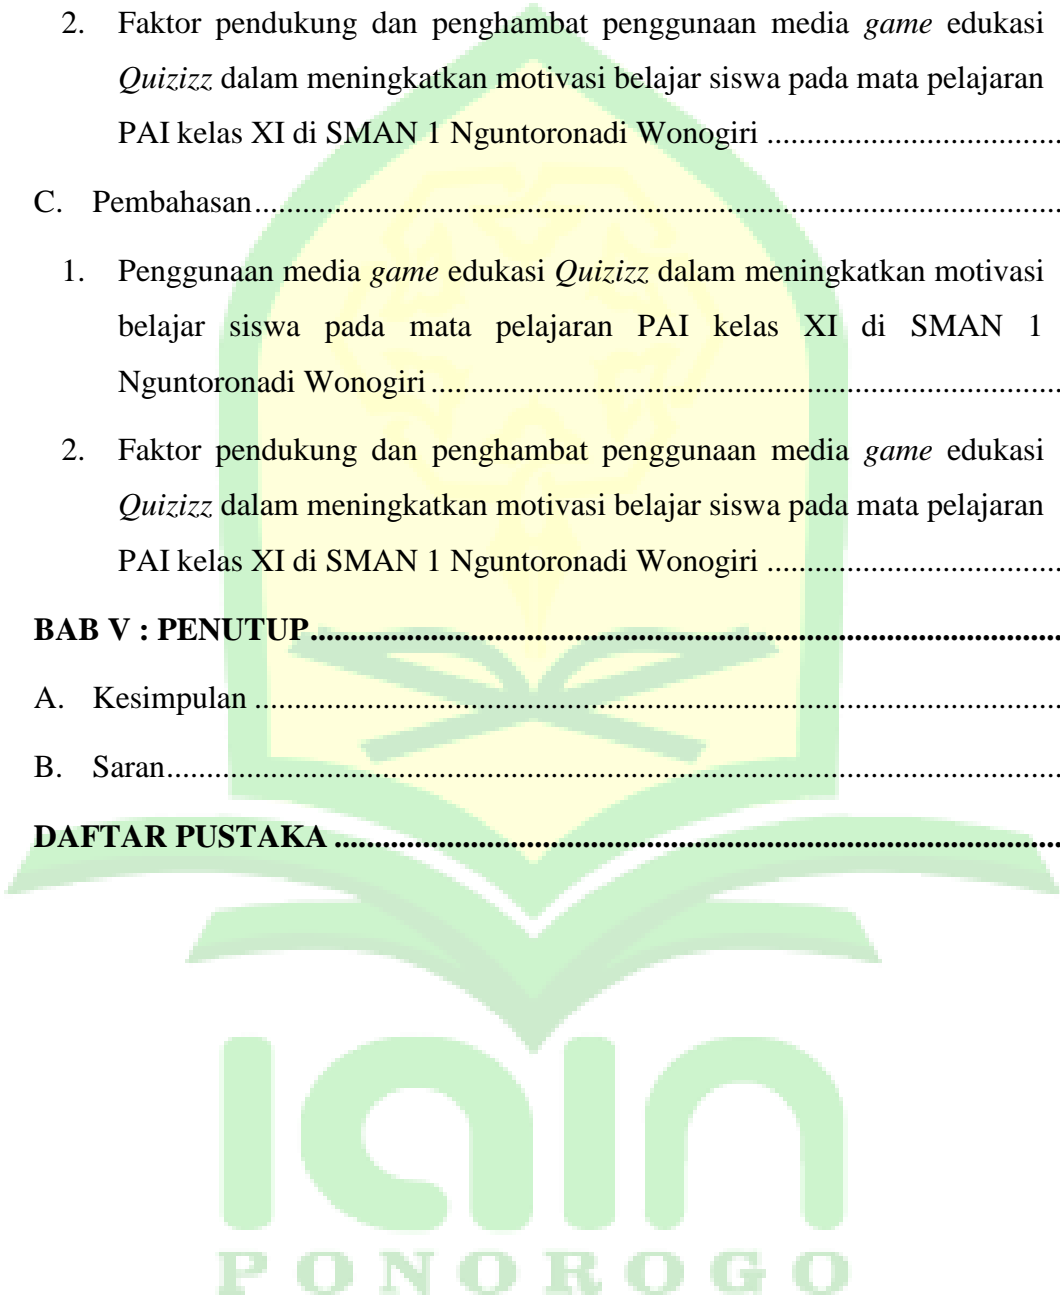 2. Faktor pendukung dan penghambat penggunaan media game edukasi
Quizizz dalam meningkatkan motivasi belajar siswa pada mata pelajaran
PAI kelas XI di SMAN 1 Nguntoronadi Wonogiri ....................................
C. Pembahasan....................................................................................................
1. Penggunaan media game edukasi Quizizz dalam meningkatkan motivasi
belajar siswa pada mata pelajaran PAI kelas XI di SMAN 1
Nguntoronadi Wonogiri..............................................................................
2. Faktor pendukung dan penghambat penggunaan media game edukasi
Quizizz dalam meningkatkan motivasi belajar siswa pada mata pelajaran
PAI kelas XI di SMAN 1 Nguntoronadi Wonogiri ....................................
BAB V : PENUTUP.............................................................................................
A. Kesimpulan ....................................................................................................
B. Saran...............................................................................................................
DAFTAR PUSTAKA ..........................................................................................
iain
PONOROGO